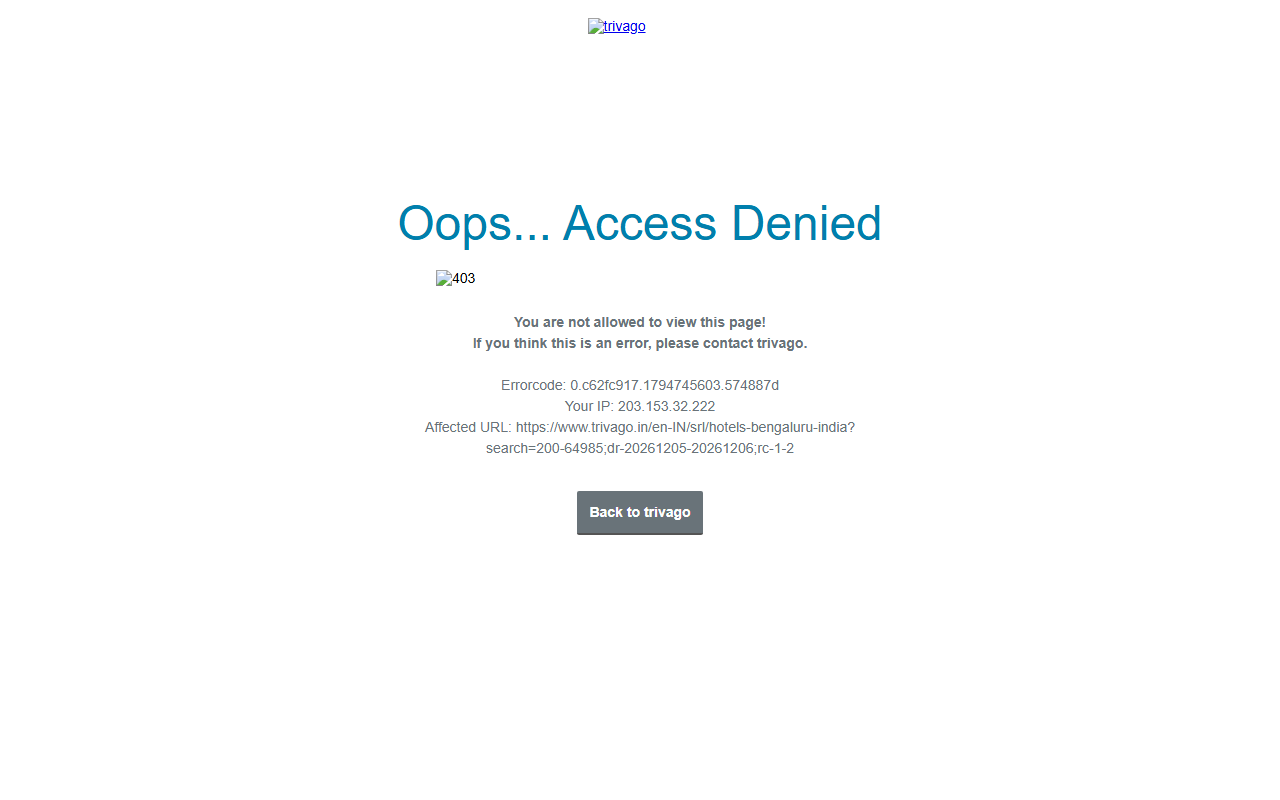 trivago
Oops... Access Denied
403
You are not allowed to view this page!
If you think this is an error, please contact trivago.
Errorcode: 0.c62fc917.1794745603.574887d
Your IP: 203.153.32.222
Affected URL: https://www.trivago.in/en-IN/srl/hotels-bengaluru-india?
search=200-64985;dr-20261205-20261206;rc-1-2
Back to trivago